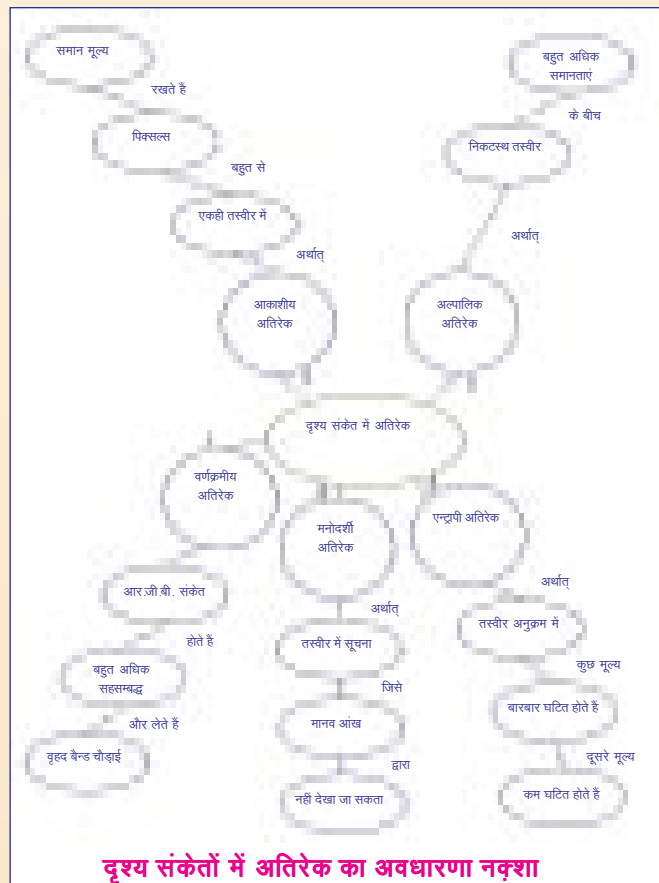 समान मूल्य
रखते हैं
पिक्सल्स
बहुत से
एकही तस्वीर में
अर्थात्
आकाशीय
अतिरेक
बहुत अधिक
समानताएं
के बीच
निकटस्थ तस्वीर
अर्थात्
अल्पालिक
अतिरेक
दृश्य संकेत में अतिरेक
वर्णक्रमीय
अतिरेक
आर.जी.बी. संकेत
होते हैं
बहुत अधिक
सहसम्बद्ध
और लेते हैं
वृहद बैन्ड चौड़ाई
मनोदर्शी
अतिरेक
अर्थात्
तस्वीर में सूचना
जिसे
मानव आंख
द्वारा
नहीं देखा जा सकता
एन्ट्रापी अतिरेक
अर्थात्
तस्वीर अनुक्रम में
कुछ मूल्य
बारबार घटित होते हैं
दूसरे मूल्य
कम घटित होते हैं
दृश्य संकेतों में अतिरेक का अवधारणा नक़्शा